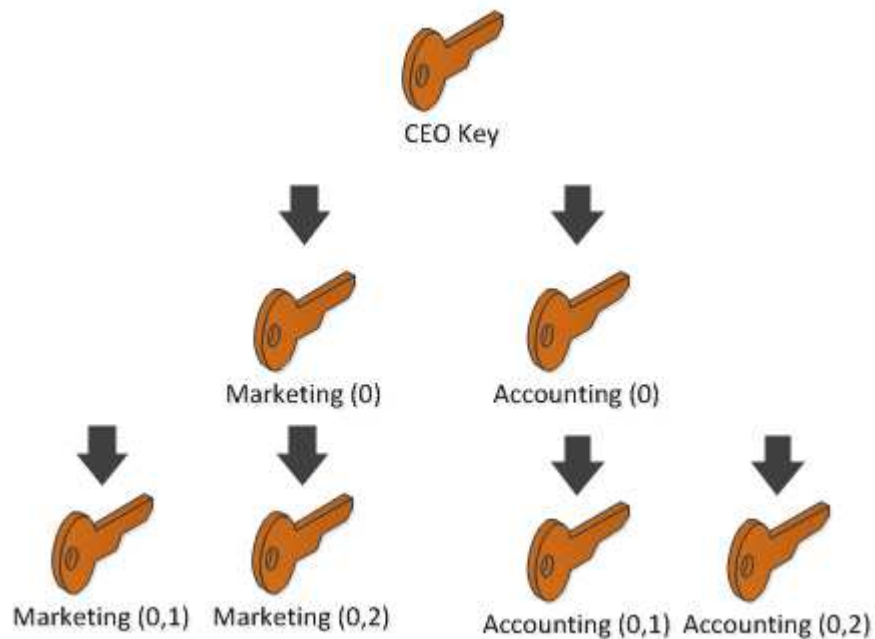 CEO Key
Marketing (0)
Accounting (0)
Marketing (0,1)
Marketing (0,2)
Accounting (0,1)
Accounting (0,2)